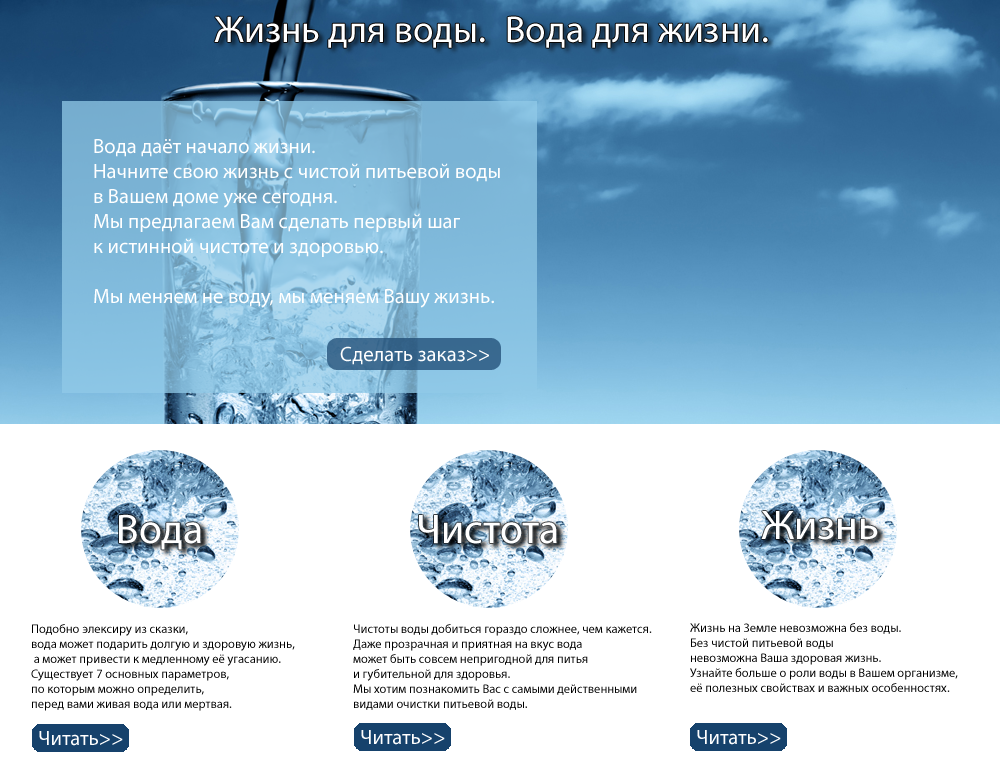 Жизнь для воды. Вода для жизни.
Вода даёт начало жизни.
Начните свою жизнь с чистой питьевой воды
в Вашем доме уже сегодня.
Мы предлагаем Вам сделать первый шаг
к истинной чистоте и здоровью.
Мы меняем не воду, мы меняем Вашу жизнь.
Сделать заказ>>
Вода
Подобно элексиру из сказки,
вода может подарить долгую и здоровую жизнь,
а может привести к медленному её угасанию.
Существует 7 основных параметров,
по которым можно определить,
перед вами живая вода или мертвая.
Читать>>
Чистота
Чистоты воды добиться гораздо сложнее, чем кажется.
Даже прозрачная и приятная на вкус вода
может быть совсем непригодной для питья
и губительной для здоровья.
Мы хотим познакомить Вас с самыми действенными
видами очистки питьевой воды.
Читать>>
Жизнь
Жизнь на Земле невозможна без воды.
Без чистой питьевой воды
невозможна Ваша здоровая жизнь.
Узнайте больше о роли воды в Вашем организме,
её полезных свойствах и важных особенностях.
Читать>>